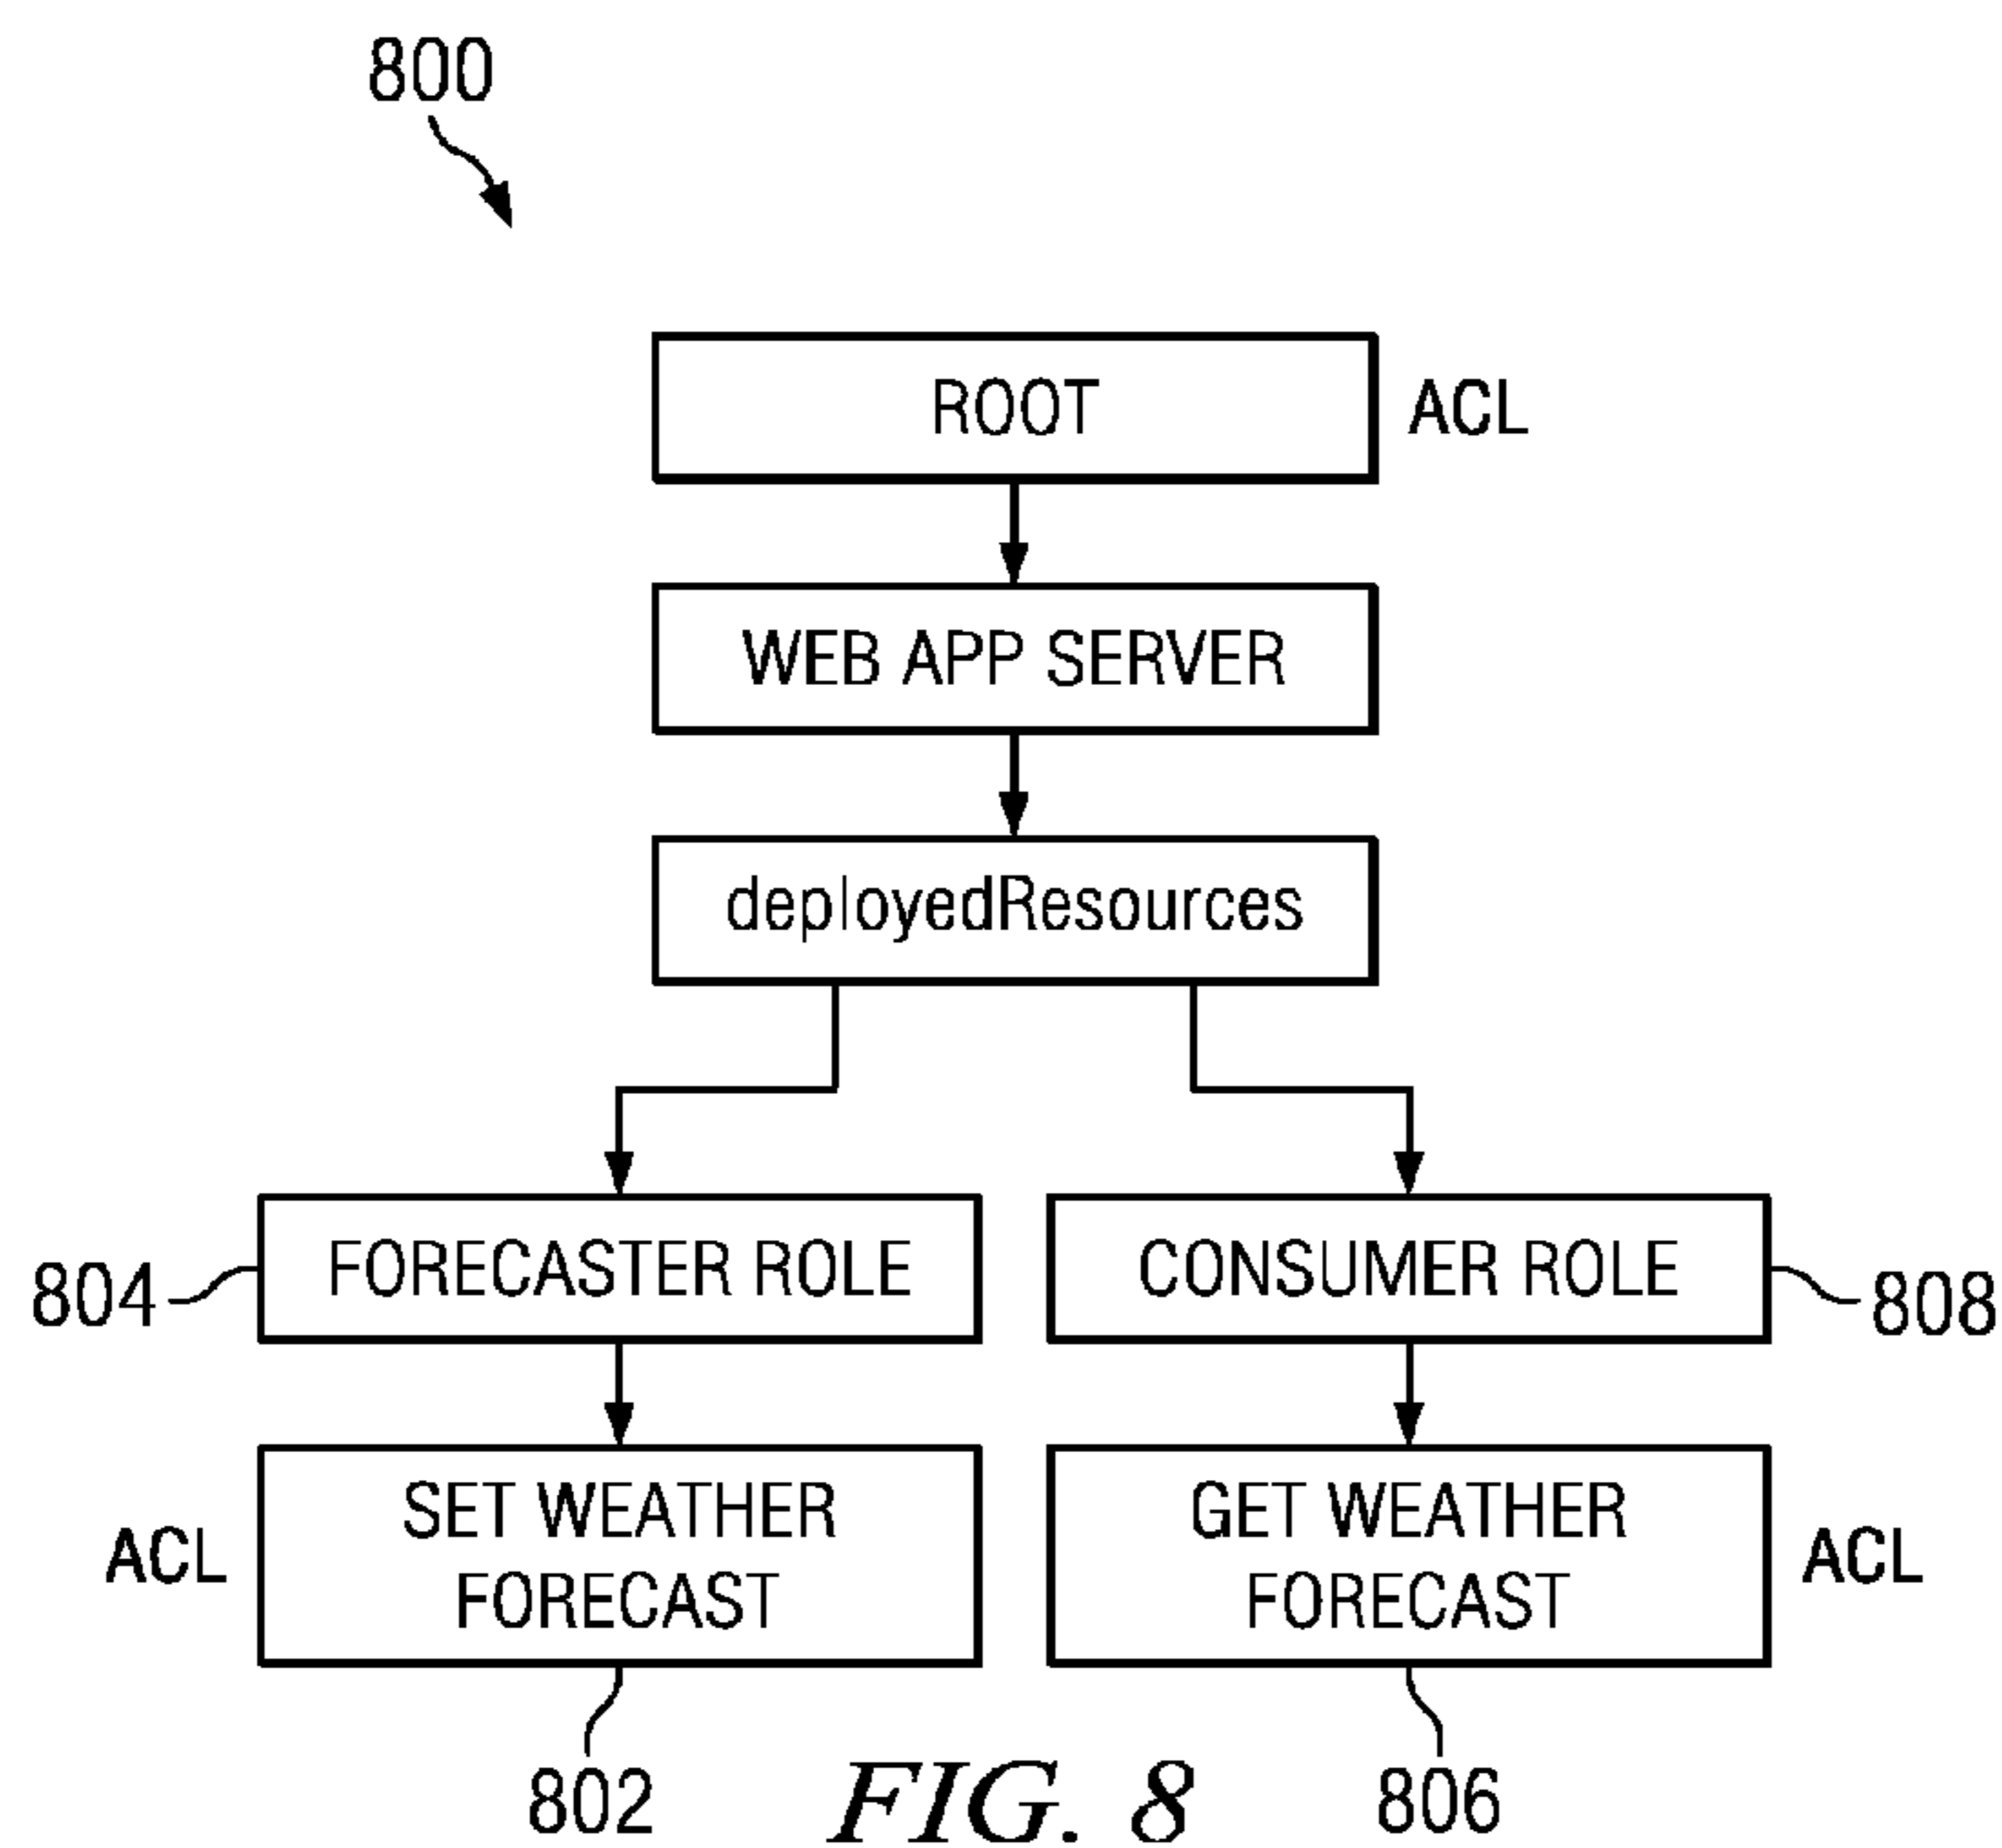 800
ROOT
ACL
WEB APP SERVER
deployedResources
804
FORECASTER ROLE
CONSUMER ROLE
808
ACL
SET WEATHER
FORECAST
GET WEATHER
FORECAST
ACL
802
FIG. 8
806